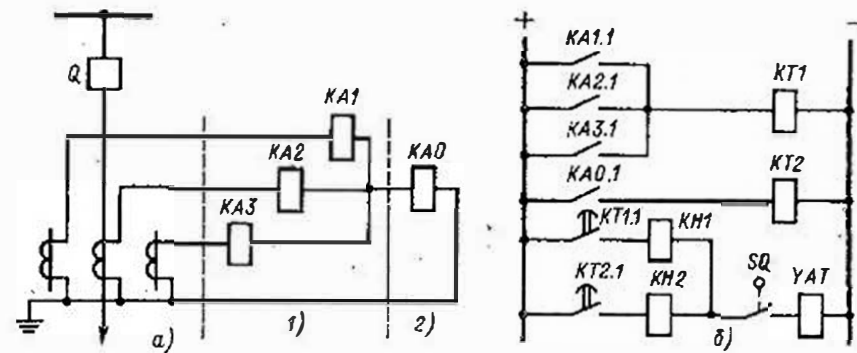 +
-
Q
KA1
KA2
KA3
KA0
а)
1)
2)
KA1.1
KA2.1
KA3.1
KA0.1
KT1
KT2
KT1.1
KH1
KT2.1
KH2
SQ
YAT
б)